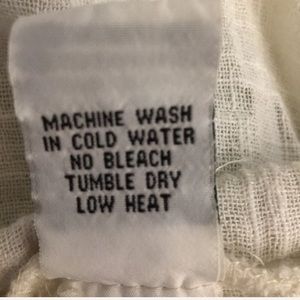 MACHINE WASH
IN COLD WATER
NO BLEACH
TUMBLE DRY
LOW HEAT